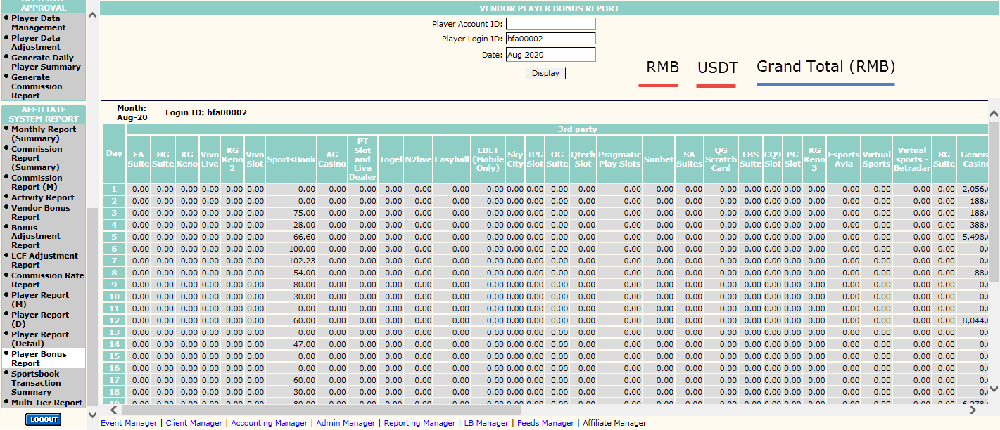 AFFILIATE
APPROVAL
Player Data
Management
Player Data
Adjustment
Generate Daily
Player Summary
Generate
Commission
Report
AFFILIATE
SYSTEM REPORT
Monthly Report
(Summary)
Commission
Report
(Summary)
Commission
Report (M)
Activity Report
Vendor Bonus
Report
Bonus
Adjustment
Report
LCF Adjustment
Report
Commission Rate
Report
Player Report
(M)
Player Report
(D)
Player Report
(Detail)
Player Bonus
Report
Sportsbook
Transaction
Summary
Multi Tier Report
LOGOUT
VENDOR PLAYER BONUS REPORT
Player Account ID:
Player Login ID: bfa00002
Date: Aug 2020
Display
RMB USDT Grand Total (RMB)
Month:
Aug-20
Login ID: bfa00002
3rd party
Day EA Suite HG Suite KG Keno Vivo Live KG Keno 2 Vivo Slot SportsBook AG Casino PT Slot and Live Dealer Togel N2live Easyball EBET (Mobile Only) Sky City TPG Slot OG Suite Qtech Slot Pragmatic Play Slots Sunbet SA Suites QG Scratch Card LBS Suite CQ9 Slot PG Slot KG Keno 3 Esports Avia Virtual Sports Virtual sports - Betradar BG Suite
1 0.00 0.00 0.00 0.00 0.00 0.00 0.00 0.00 0.00 0.00 0.00 0.00 0.00 0.00 0.00 0.00 0.00 0.00 0.00 0.00 0.00 0.00 0.00 0.00 0.00 0.00 0.00 0.00 0.00 2,056.
2 0.00 0.00 0.00 0.00 0.00 0.00 0.00 0.00 0.00 0.00 0.00 0.00 0.00 0.00 0.00 0.00 0.00 0.00 0.00 0.00 0.00 0.00 0.00 0.00 0.00 0.00 0.00 0.00 0.00 188.
3 0.00 0.00 0.00 0.00 0.00 0.00 75.00 0.00 0.00 0.00 0.00 0.00 0.00 0.00 0.00 0.00 0.00 0.00 0.00 0.00 0.00 0.00 0.00 0.00 0.00 0.00 0.00 0.00 0.00 188.
4 0.00 0.00 0.00 0.00 0.00 0.00 28.00 0.00 0.00 0.00 0.00 0.00 0.00 0.00 0.00 0.00 0.00 0.00 0.00 0.00 0.00 0.00 0.00 0.00 0.00 0.00 0.00 0.00 0.00 388.
5 0.00 0.00 0.00 0.00 0.00 0.00 66.60 0.00 0.00 0.00 0.00 0.00 0.00 0.00 0.00 0.00 0.00 0.00 0.00 0.00 0.00 0.00 0.00 0.00 0.00 0.00 0.00 0.00 0.00 5,498.
6 0.00 0.00 0.00 0.00 0.00 0.00 100.00 0.00 0.00 0.00 0.00 0.00 0.00 0.00 0.00 0.00 0.00 0.00 0.00 0.00 0.00 0.00 0.00 0.00 0.00 0.00 0.00 0.00 0.00 0.
7 0.00 0.00 0.00 0.00 0.00 0.00 102.23 0.00 0.00 0.00 0.00 0.00 0.00 0.00 0.00 0.00 0.00 0.00 0.00 0.00 0.00 0.00 0.00 0.00 0.00 0.00 0.00 0.00 0.00 0.
8 0.00 0.00 0.00 0.00 0.00 0.00 54.00 0.00 0.00 0.00 0.00 0.00 0.00 0.00 0.00 0.00 0.00 0.00 0.00 0.00 0.00 0.00 0.00 0.00 0.00 0.00 0.00 0.00 0.00 88.
9 0.00 0.00 0.00 0.00 0.00 0.00 80.00 0.00 0.00 0.00 0.00 0.00 0.00 0.00 0.00 0.00 0.00 0.00 0.00 0.00 0.00 0.00 0.00 0.00 0.00 0.00 0.00 0.00 0.00 0.
10 0.00 0.00 0.00 0.00 0.00 0.00 30.00 0.00 0.00 0.00 0.00 0.00 0.00 0.00 0.00 0.00 0.00 0.00 0.00 0.00 0.00 0.00 0.00 0.00 0.00 0.00 0.00 0.00 0.00 0.
11 0.00 0.00 0.00 0.00 0.00 0.00 0.00 0.00 0.00 0.00 0.00 0.00 0.00 0.00 0.00 0.00 0.00 0.00 0.00 0.00 0.00 0.00 0.00 0.00 0.00 0.00 0.00 0.00 0.00 0.
12 0.00 0.00 0.00 0.00 0.00 0.00 60.00 0.00 0.00 0.00 0.00 0.00 0.00 0.00 0.00 0.00 0.00 0.00 0.00 0.00 0.00 0.00 0.00 0.00 0.00 0.00 0.00 0.00 0.00 8,044.
13 0.00 0.00 0.00 0.00 0.00 0.00 0.00 0.00 0.00 0.00 0.00 0.00 0.00 0.00 0.00 0.00 0.00 0.00 0.00 0.00 0.00 0.00 0.00 0.00 0.00 0.00 0.00 0.00 0.00 0.
14 0.00 0.00 0.00 0.00 0.00 0.00 47.00 0.00 0.00 0.00 0.00 0.00 0.00 0.00 0.00 0.00 0.00 0.00 0.00 0.00 0.00 0.00 0.00 0.00 0.00 0.00 0.00 0.00 0.00 0.
15 0.00 0.00 0.00 0.00 0.00 0.00 0.00 0.00 0.00 0.00 0.00 0.00 0.00 0.00 0.00 0.00 0.00 0.00 0.00 0.00 0.00 0.00 0.00 0.00 0.00 0.00 0.00 0.00 0.00 0.
16 0.00 0.00 0.00 0.00 0.00 0.00 0.00 0.00 0.00 0.00 0.00 0.00 0.00 0.00 0.00 0.00 0.00 0.00 0.00 0.00 0.00 0.00 0.00 0.00 0.00 0.00 0.00 0.00 0.00 0.
17 0.00 0.00 0.00 0.00 0.00 0.00 60.00 0.00 0.00 0.00 0.00 0.00 0.00 0.00 0.00 0.00 0.00 0.00 0.00 0.00 0.00 0.00 0.00 0.00 0.00 0.00 0.00 0.00 0.00 0.
18 0.00 0.00 0.00 0.00 0.00 0.00 30.00 0.00 0.00 0.00 0.00 0.00 0.00 0.00 0.00 0.00 0.00 0.00 0.00 0.00 0.00 0.00 0.00 0.00 0.00 0.00 0.00 0.00 0.00 0.
Event Manager | Client Manager | Accounting Manager | Admin Manager | Reporting Manager | LB Manager | Feeds Manager | Affiliate Manager